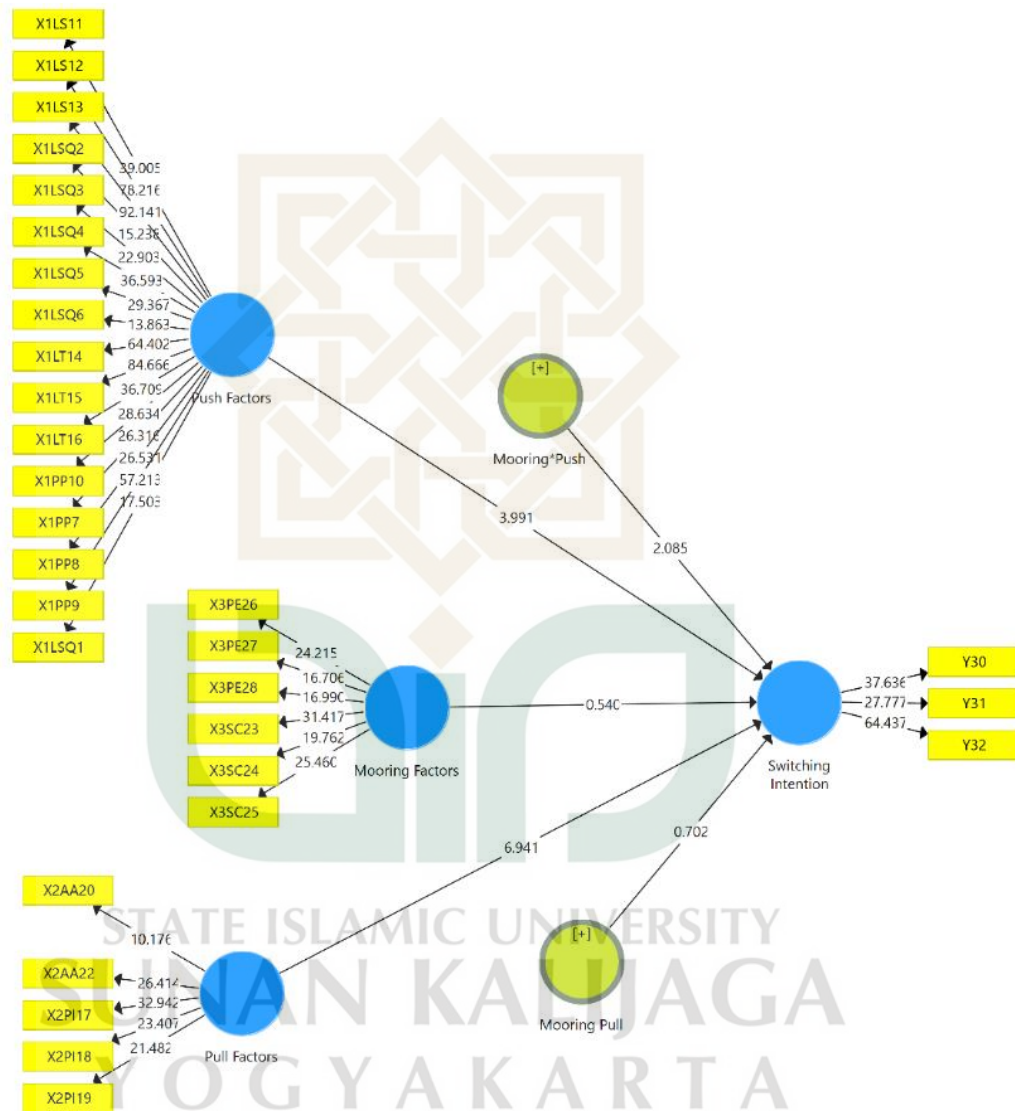 X1LS11
X1LS12
X1LS13
X1LSQ2
X1LSQ3
X1LSQ4
X1LSQ5
X1LSQ6
X1LT14
X1LT15
X1LT16
X1PP10
X1PP7
X1PP8
X1PP9
X1LSQ1
39.005
78.216
92.141
15.236
22.903
36.593
29.367
13.863
64.402
84.666
36.709
28.634
26.316
26.531
57.213
17.503
Push Factors
[+]
Mooring*Push
3.991
2.085
X3PE26
X3PE27
X3PE28
X3SC23
X3SC24
X3SC25
24.215
16.706
16.990
31.417
19.762
25.460
Mooring Factors
0.540
37.636
27.777
64.437
Y30
Y31
Y32
Switching
Intention
6.941
0.702
X2AA20
X2AA22
X2PI17
X2PI18
X2PI19
10.176
26.414
32.942
23.407
21.482
Pull Factors
[+]
Mooring Pull
STATE ISLAMIC UNIVERSITY
SUNAN KALIJAGA
YOGYAKARTA